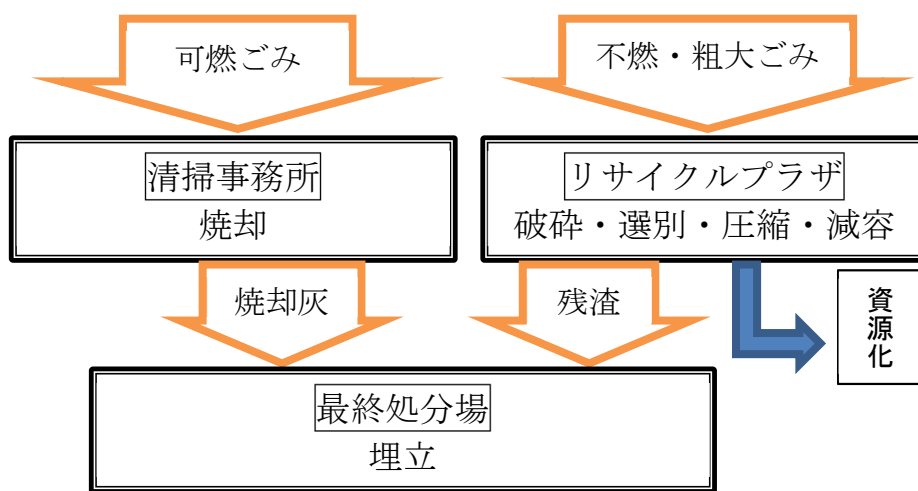 可燃ごみ
不燃・粗大ごみ
清掃事務所
焼却
リサイクルプラザ
破砕・選別・圧縮・減容
焼却灰
残渣
資源化
最終処分場
埋立